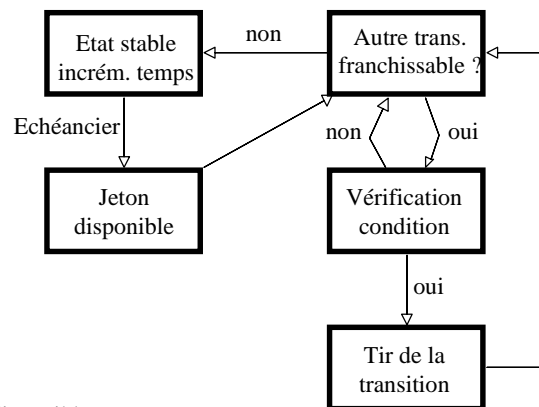 Etat stable
incrém. temps
non
Autre trans.
franchissable ?
Echéancier
non
oui
Jeton
disponible
Vérification
condition
oui
Tir de la
transition